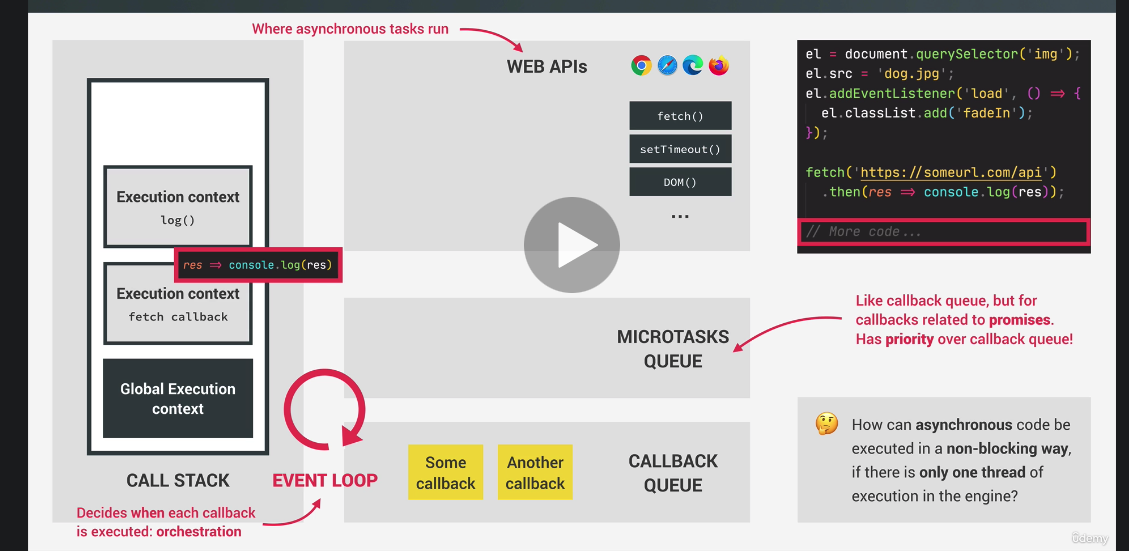 Where asynchronous tasks run
WEB APIs
fetch()
setTimeout()
DOM()
...
el = document.querySelector('img');
el.src = 'dog.jpg';
el.addEventListener('load', () => {
el.classList.add('fadeIn');
});
fetch('https://someurl.com/api')
.then(res => console.log(res));
// More code...
Execution context
log()
res => console.log(res)
Execution context
fetch callback
Global Execution
context
CALL STACK
EVENT LOOP
Decides when each callback
is executed: orchestration
MICROTASKS
QUEUE
Like callback queue, but for
callbacks related to promises.
Has priority over callback queue!
Some
callback
Another
callback
CALLBACK
QUEUE
How can asynchronous code be
executed in a non-blocking way,
if there is only one thread of
execution in the engine?
ûdemy